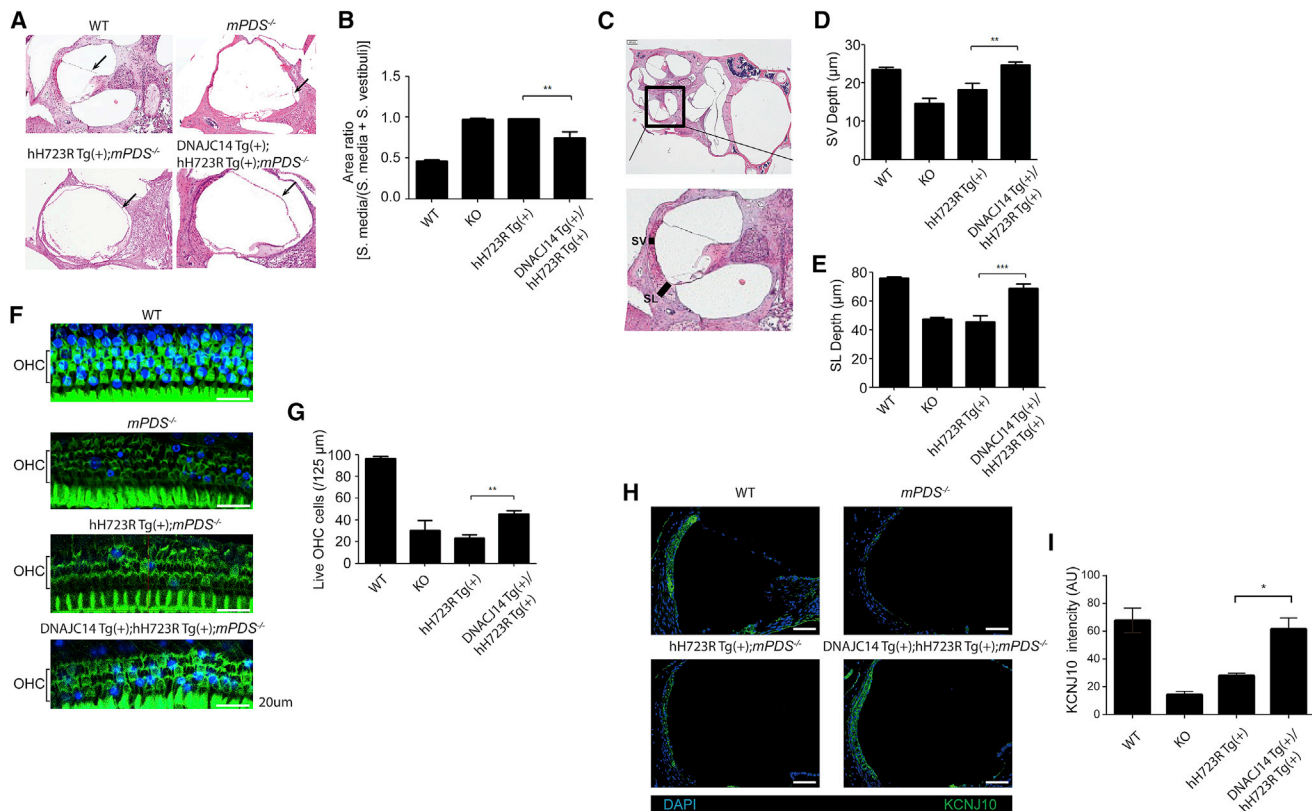 A
WT
mPDS-/-
hH723R Tg(+);mPDS-/-
DNAJC14 Tg(+);
hH723R Tg(+);mPDS-/-
B
Area ratio
[S. media/(S. media + S. vestibuli)]
1.5
1.0
0.5
0.0
**
WT
KO
hH723R Tg(+)
DNACJ14 Tg(+)/
hH723R Tg(+)
C
SV
SL
D
SV Depth (μm)
30
20
10
0
**
WT
KO
hH723R Tg(+)
DNACJ14 Tg(+)/
hH723R Tg(+)
E
SL Depth (μm)
100
80
60
40
20
0
***
WT
KO
hH723R Tg(+)
DNACJ14 Tg(+)/
hH723R Tg(+)
F
WT
OHC
mPDS-/-
OHC
hH723R Tg(+);mPDS-/-
OHC
DNAJC14 Tg(+);hH723R Tg(+);mPDS-/-
OHC
20um
G
Live OHC cells (/125 μm)
100
80
60
40
20
0
**
WT
KO
hH723R Tg(+)
DNACJ14 Tg(+)/
hH723R Tg(+)
H
WT
mPDS-/-
hH723R Tg(+);mPDS-/-
DNAJC14 Tg(+);hH723R Tg(+);mPDS-/-
DAPI
KCNJ10
I
KCNJ10 intencity (AU)
100
80
60
40
20
0
*
WT
KO
hH723R Tg(+)
DNACJ14 Tg(+)/
hH723R Tg(+)